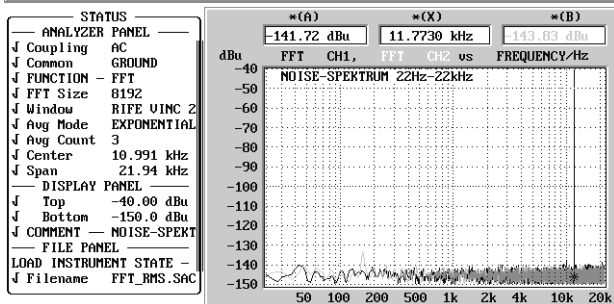 STATUS
ANALYZER PANEL
Coupling AC
Common GROUND
FUNCTION - FFT
FFT Size 8192
Window RIFE VINC 2
Avg Mode EXPONENTIAL
Avg Count 3
Center 10.991 kHz
Span 21.94 kHz
DISPLAY PANEL
Top -40.00 dBu
Bottom -150.0 dBu
COMMENT — NOISE-SPEKT
FILE PANEL
LOAD INSTRUMENT STATE -
Filename FFT_RMS.SAC
*(A) *(X) *(B)
-141.72 dBu 11.7730 kHz -143.83 dBu
dBu FFT CH1, FFT CH2 vs FREQUENCY/Hz
NOISE-SPEKTRUM 22Hz-22kHz
-40
-50
-60
-70
-80
-90
-100
-110
-120
-130
-140
-150
50 100 200 500 1k 2k 4k 10k 20k